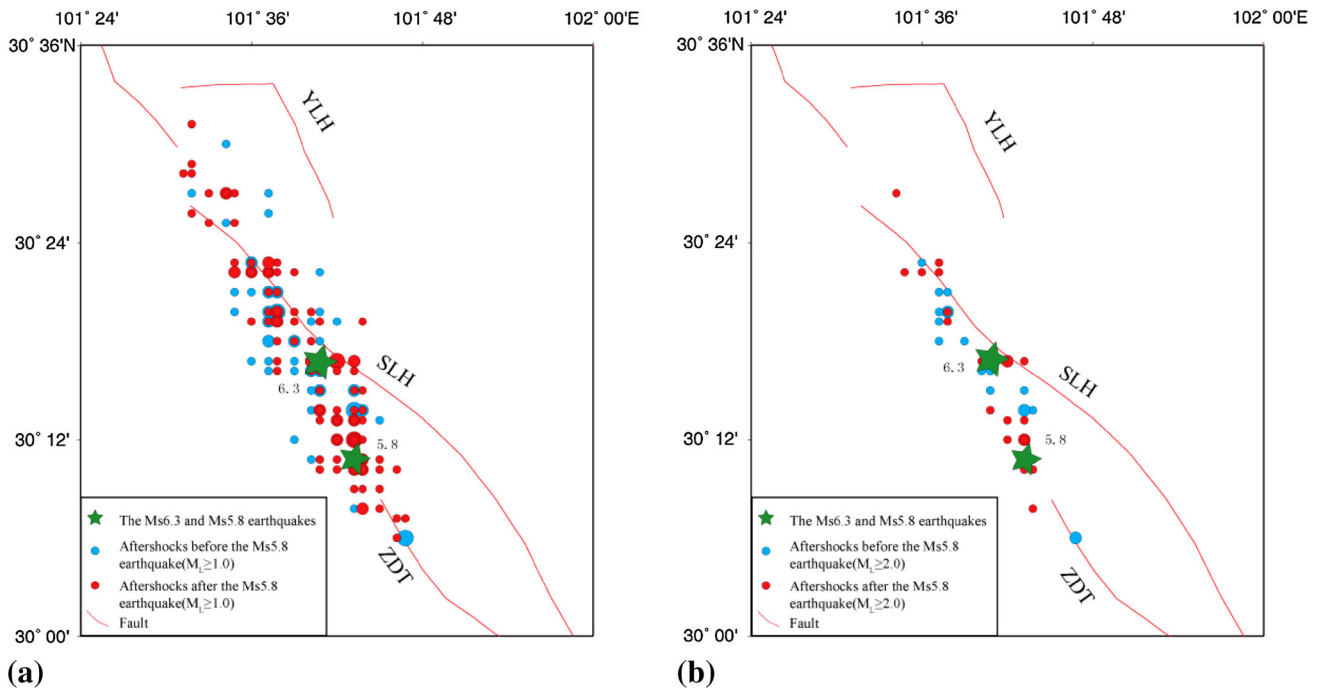 101° 24' 101° 36' 101° 48' 102° 00'E
30° 36'N
30° 24'
30° 12'
30° 00'
YLH
SLH
ZDT
6.3
5.8
The Ms6.3 and Ms5.8 earthquakes
Aftershocks before the Ms5.8
earthquake(M_L≥1.0)
Aftershocks after the Ms5.8
earthquake(M_L≥1.0)
Fault
(a)
101° 24' 101° 36' 101° 48' 102° 00'E
30° 36'N
30° 24'
30° 12'
30° 00'
YLH
SLH
ZDT
6.3
5.8
The Ms6.3 and Ms5.8 earthquakes
Aftershocks before the Ms5.8
earthquake(M_L≥2.0)
Aftershocks after the Ms5.8
earthquake(M_L≥2.0)
Fault
(b)